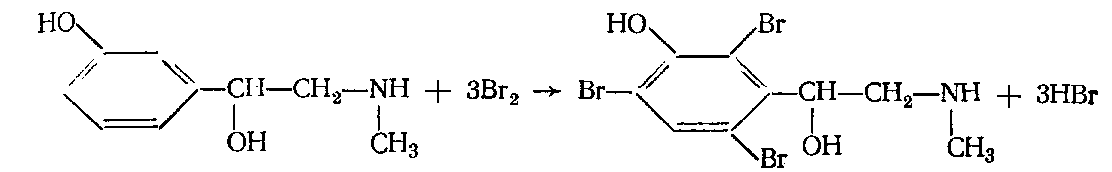 HO HO Br
CH—CH₂—NH + 3Br₂ → Br CH—CH₂—NH + 3HBr
OH CH₃ Br OH CH₃